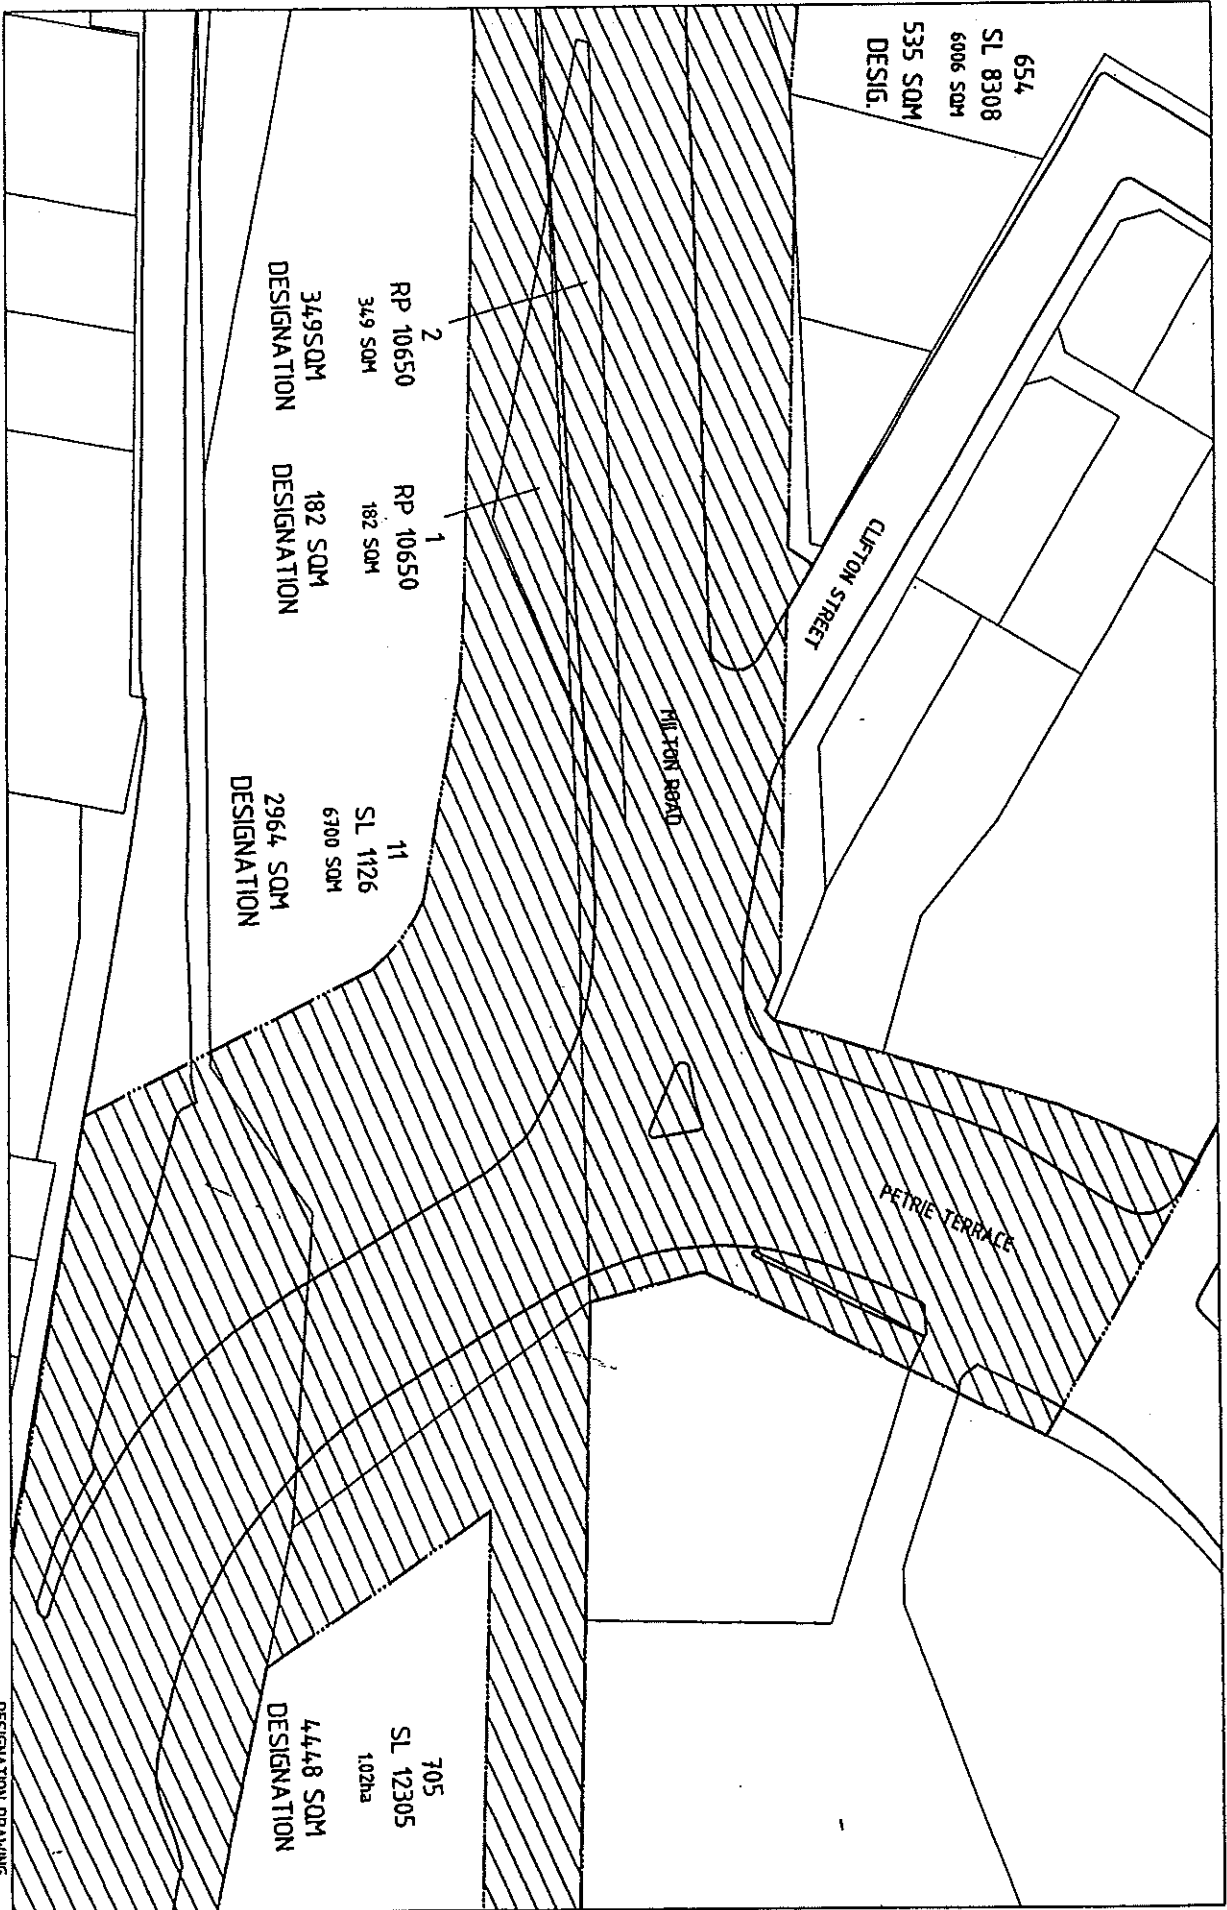 654
SL 8308
6006 SQM
535 SQM
DESIG.
CLIFTON STREET
MILTON ROAD
PETRIE TERRACE
2
RP 10650
349 SQM
349SQM
DESIGNATION
1
RP 10650
182 SQM
182 SQM
DESIGNATION
11
SL 1126
6700 SQM
2964 SQM
DESIGNATION
705
SL 12305
1.02ha
4448 SQM
DESIGNATION
DESIGNATION DRAWING